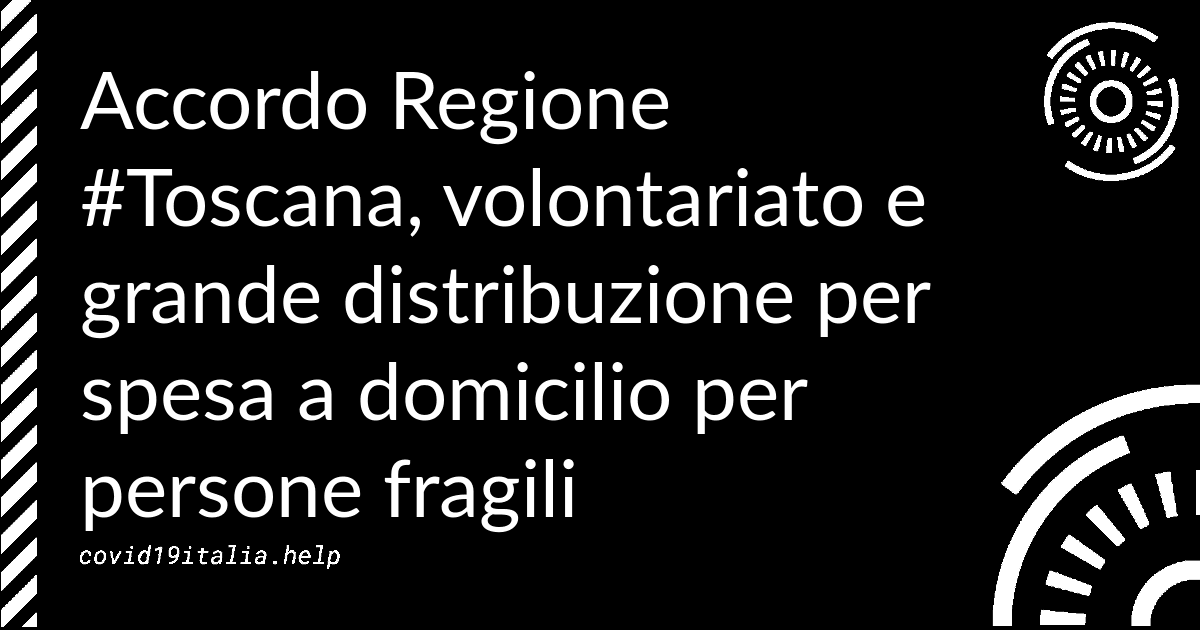 Accordo Regione
#Toscana, volontariato e
grande distribuzione per
spesa a domicilio per
persone fragili
covid19italia.help